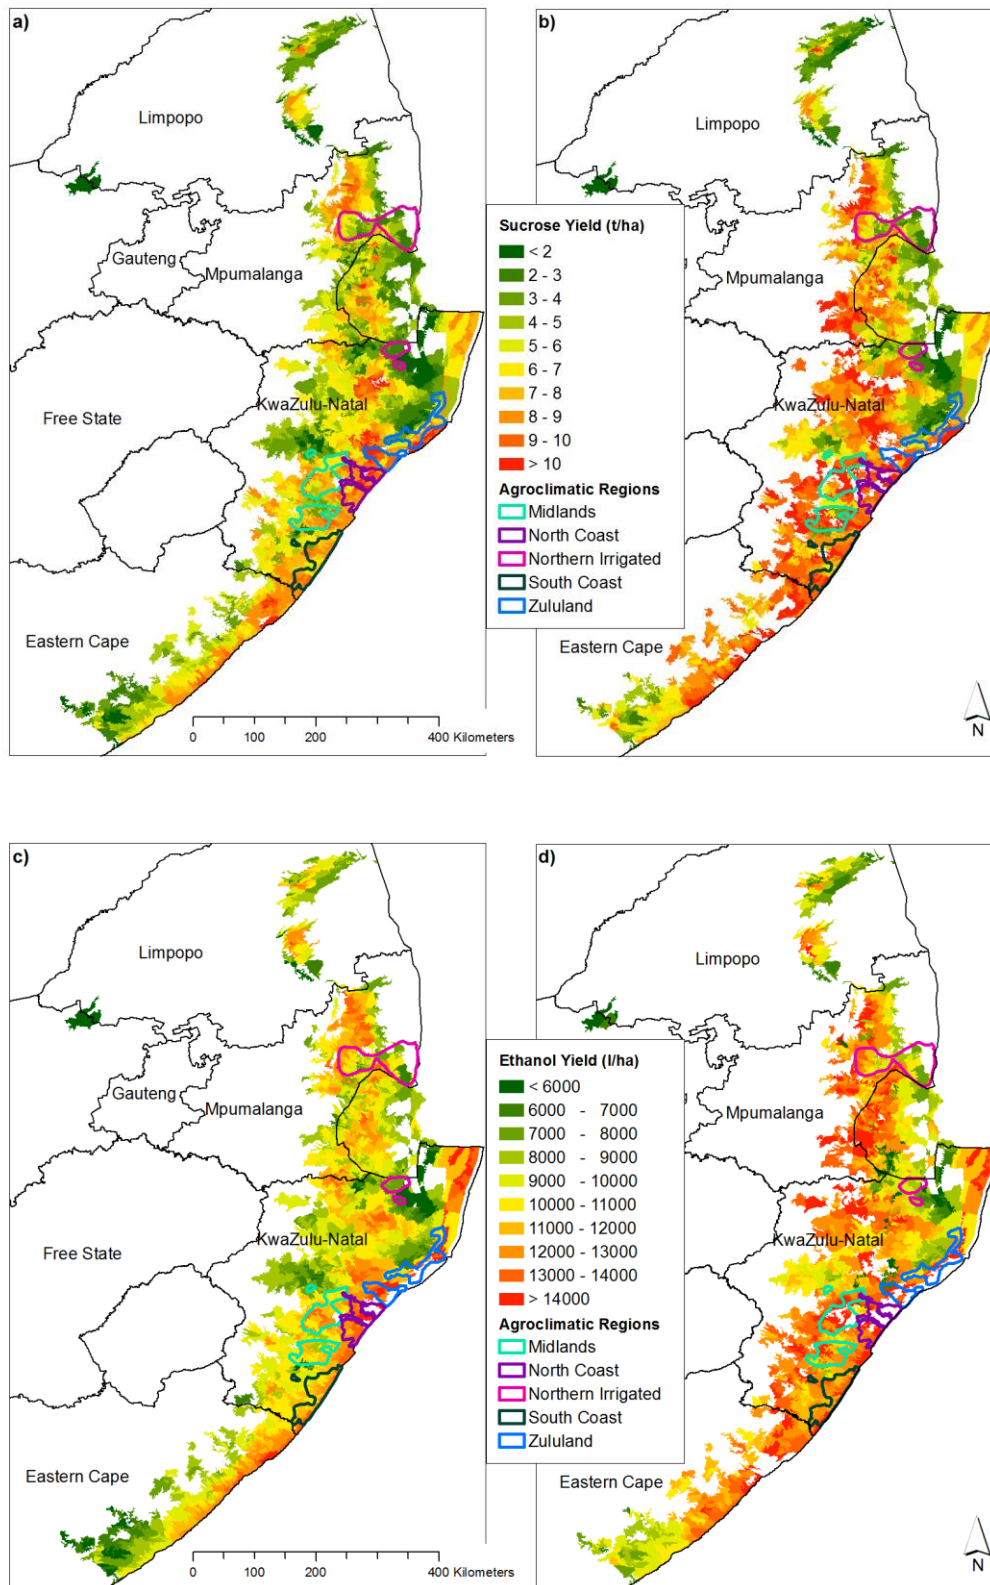 a)
Limpopo
Gauteng
Mpumalanga
Free State
KwaZulu-Natal
Eastern Cape
0 100 200 400 Kilometers
Sucrose Yield (t/ha)
< 2
2 - 3
3 - 4
4 - 5
5 - 6
6 - 7
7 - 8
8 - 9
9 - 10
> 10
Agroclimatic Regions
Midlands
North Coast
Northern Irrigated
South Coast
Zululand
b)
Limpopo
Mpumalanga
KwaZulu-Natal
Eastern Cape
N
c)
Limpopo
Gauteng
Mpumalanga
Free State
KwaZulu-Natal
Eastern Cape
0 100 200 400 Kilometers
Ethanol Yield (l/ha)
< 6000
6000 - 7000
7000 - 8000
8000 - 9000
9000 - 10000
10000 - 11000
11000 - 12000
12000 - 13000
13000 - 14000
> 14000
Agroclimatic Regions
Midlands
North Coast
Northern Irrigated
South Coast
Zululand
d)
Limpopo
Mpumalanga
KwaZulu-Natal
Eastern Cape
N